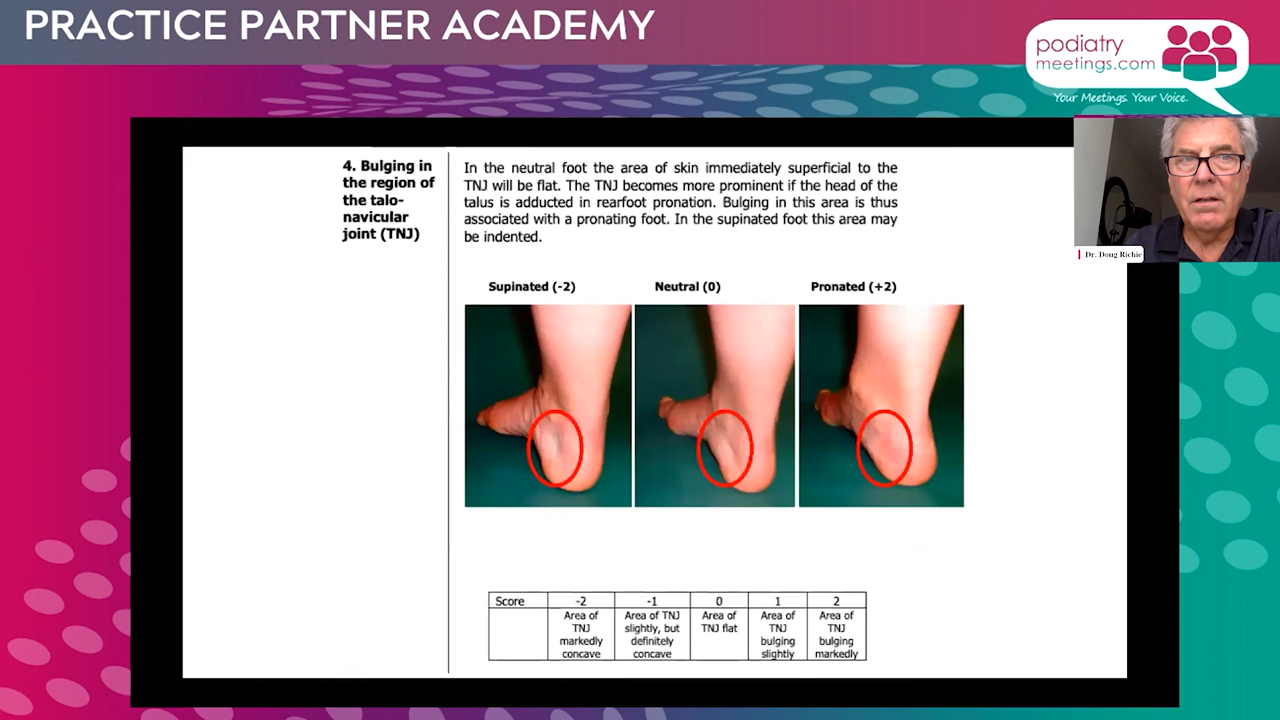 PRACTICE PARTNER ACADEMY
podiatry
meetings.com
Your Meetings. Your Voice.
Dr. Doug Richie
4. Bulging in
the region of
the talo-
navicular
joint (TNJ)
In the neutral foot the area of skin immediately superficial to the
TNJ will be flat. The TNJ becomes more prominent if the head of the
talus is adducted in rearfoot pronation. Bulging in this area is thus
associated with a pronating foot. In the supinated foot this area may
be indented.
Supinated (-2)
Neutral (0)
Pronated (+2)
Score -2 -1 0 1 2
Area of TNJ markedly concave
Area of TNJ slightly, but definitely concave
Area of TNJ flat
Area of TNJ bulging slightly
Area of TNJ bulging markedly